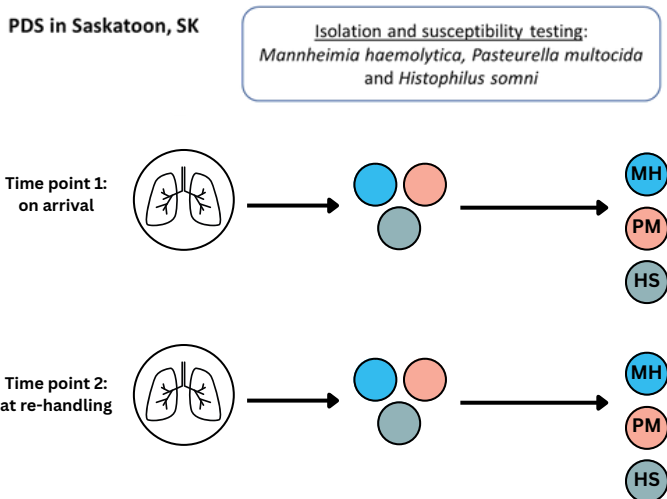 PDS in Saskatoon, SK
Isolation and susceptibility testing:
Mannheimia haemolytica, Pasteurella multocida
and Histophilus somni
Time point 1:
on arrival
MH
PM
HS
Time point 2:
at re-handling
MH
PM
HS